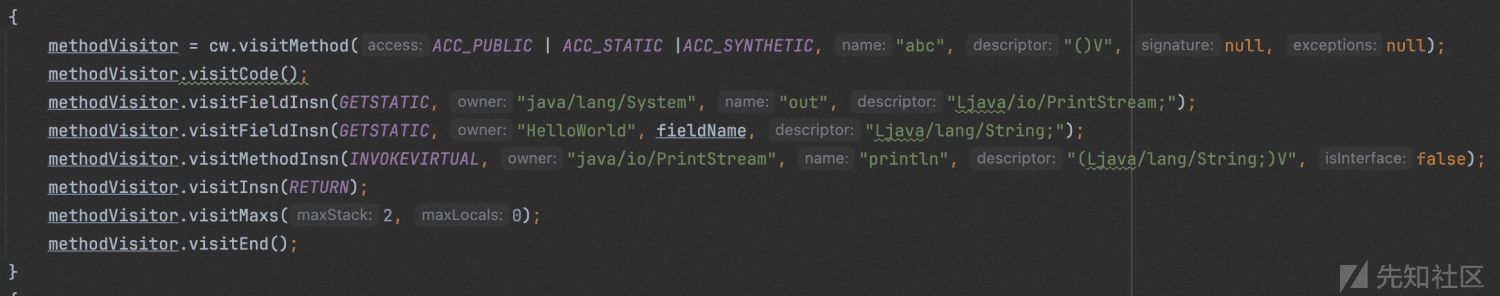 {
methodVisitor = cw.visitMethod( access: ACC_PUBLIC | ACC_STATIC |ACC_SYNTHETIC, name: "abc", descriptor: "()V", signature: null, exceptions: null);
methodVisitor.visitCode();
methodVisitor.visitFieldInsn(GETSTATIC, owner: "java/lang/System", name: "out", descriptor: "Ljava/io/PrintStream;");
methodVisitor.visitFieldInsn(GETSTATIC, owner: "HelloWorld", fieldName, descriptor: "Ljava/lang/String;");
methodVisitor.visitMethodInsn(INVOKEVIRTUAL, owner: "java/io/PrintStream", name: "println", descriptor: "(Ljava/lang/String;)V", isInterface: false);
methodVisitor.visitInsn(RETURN);
methodVisitor.visitMaxs( maxStack: 2, maxLocals: 0);
methodVisitor.visitEnd();
}
先知社区